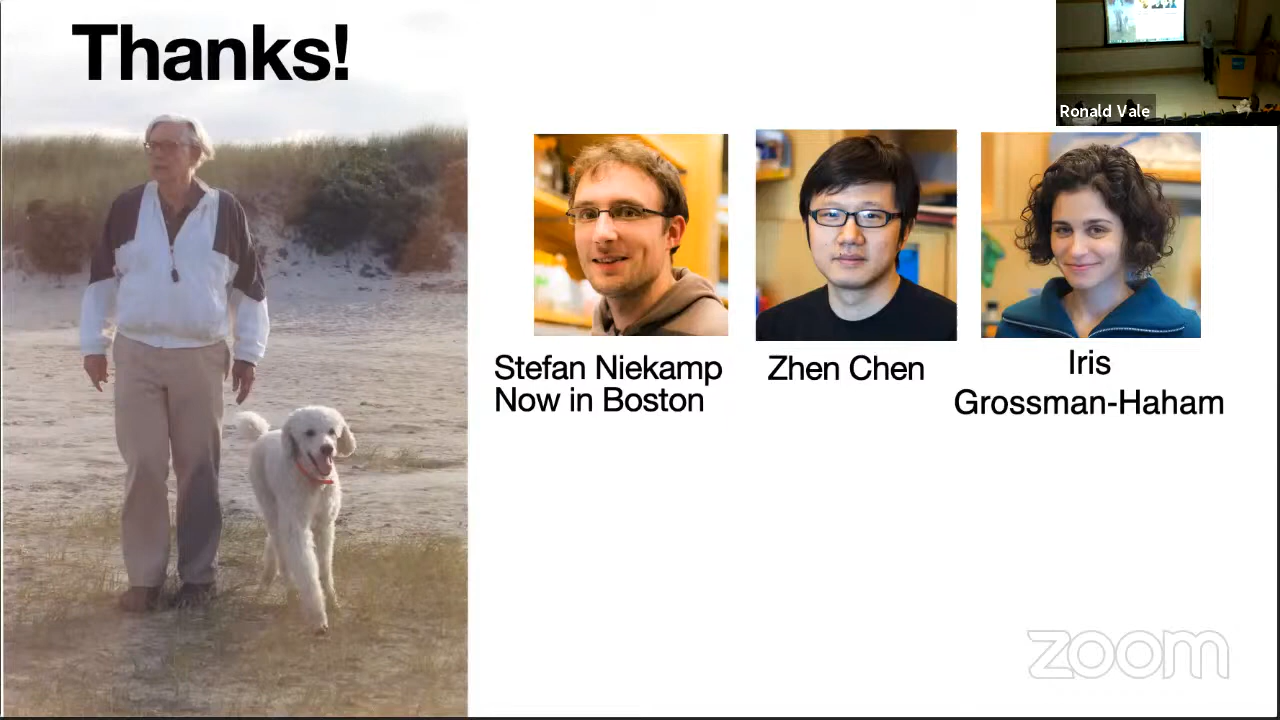 Thanks!
Ronald Vale
Stefan Niekamp
Now in Boston
Zhen Chen
Iris
Grossman-Haham
zoom